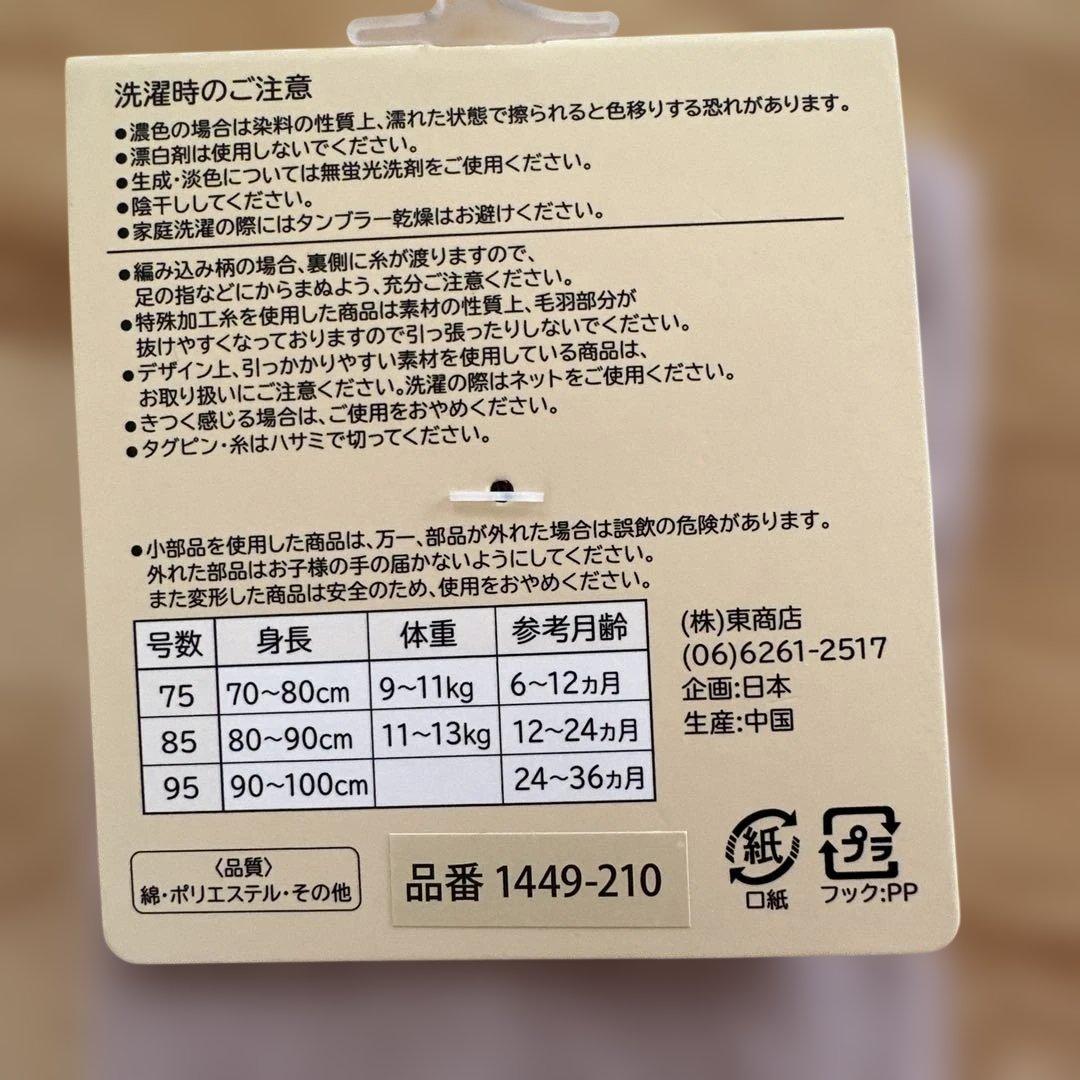 洗濯時のご注意
●濃色の場合は染料の性質上、濡れた状態で擦られると色移りする恐れがあります。
●漂白剤は使用しないでください。
●生成・淡色については無蛍光洗剤をご使用ください。
●陰干ししてください。
●家庭洗濯の際にはタンブラー乾燥はお避けください。
●編み込み柄の場合、裏側に糸が渡りますので、
足の指などにからまぬよう、充分ご注意ください。
●特殊加工糸を使用した商品は素材の性質上、毛羽部分が
抜けやすくなっておりますので引っ張ったりしないでください。
●デザイン上、引っかかりやすい素材を使用している商品は、
お取り扱いにご注意ください。洗濯の際はネットをご使用ください。
●きつく感じる場合は、ご使用をおやめください。
●タグピン・糸はハサミで切ってください。
●小部品を使用した商品は、万一、部品が外れた場合は誤飲の危険があります。
外れた部品はお子様の手の届かないようにしてください。
また変形した商品は安全のため、使用をおやめください。
号数 身長 体重 参考月齢
75 70~80cm 9~11kg 6~12カ月
85 80~90cm 11~13kg 12~24カ月
95 90~100cm 24~36カ月
(株)東商店
(06)6261-2517
企画:日本
生産:中国
〈品質〉
綿・ポリエステル・その他
品番 1449-210
紙
口紙
プラ
フック:PP